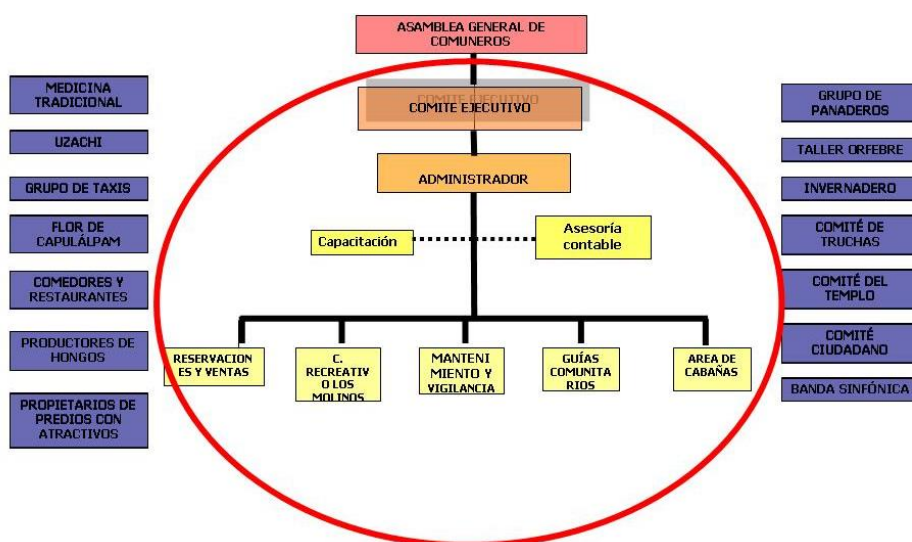 ASAMBLEA GENERAL DE
COMUNEROS
COMITE EJECUTIVO
COMITE EJECUTIVO
ADMINISTRADOR
Capacitación
Asesoría
contable
RESERVACION
ES Y VENTAS
C.
RECREATIV
O LOS
MOLINOS
MANTENI
MIENTO Y
VIGILANCIA
GUÍAS
COMUNITA
RIOS
AREA DE
CABAÑAS
MEDICINA
TRADICIONAL
UZACHI
GRUPO DE TAXIS
FLOR DE
CAPULÁLPAM
COMEDORES Y
RESTAURANTES
PRODUCTORES DE
HONGOS
PROPIETARIOS DE
PREDIOS CON
ATRACTIVOS
GRUPO DE
PANADEROS
TALLER ORFEBRE
INVERNADERO
COMITÉ DE
TRUCHAS
COMITÉ DEL
TEMPLO
COMITÉ
CIUDADANO
BANDA SINFÓNICA